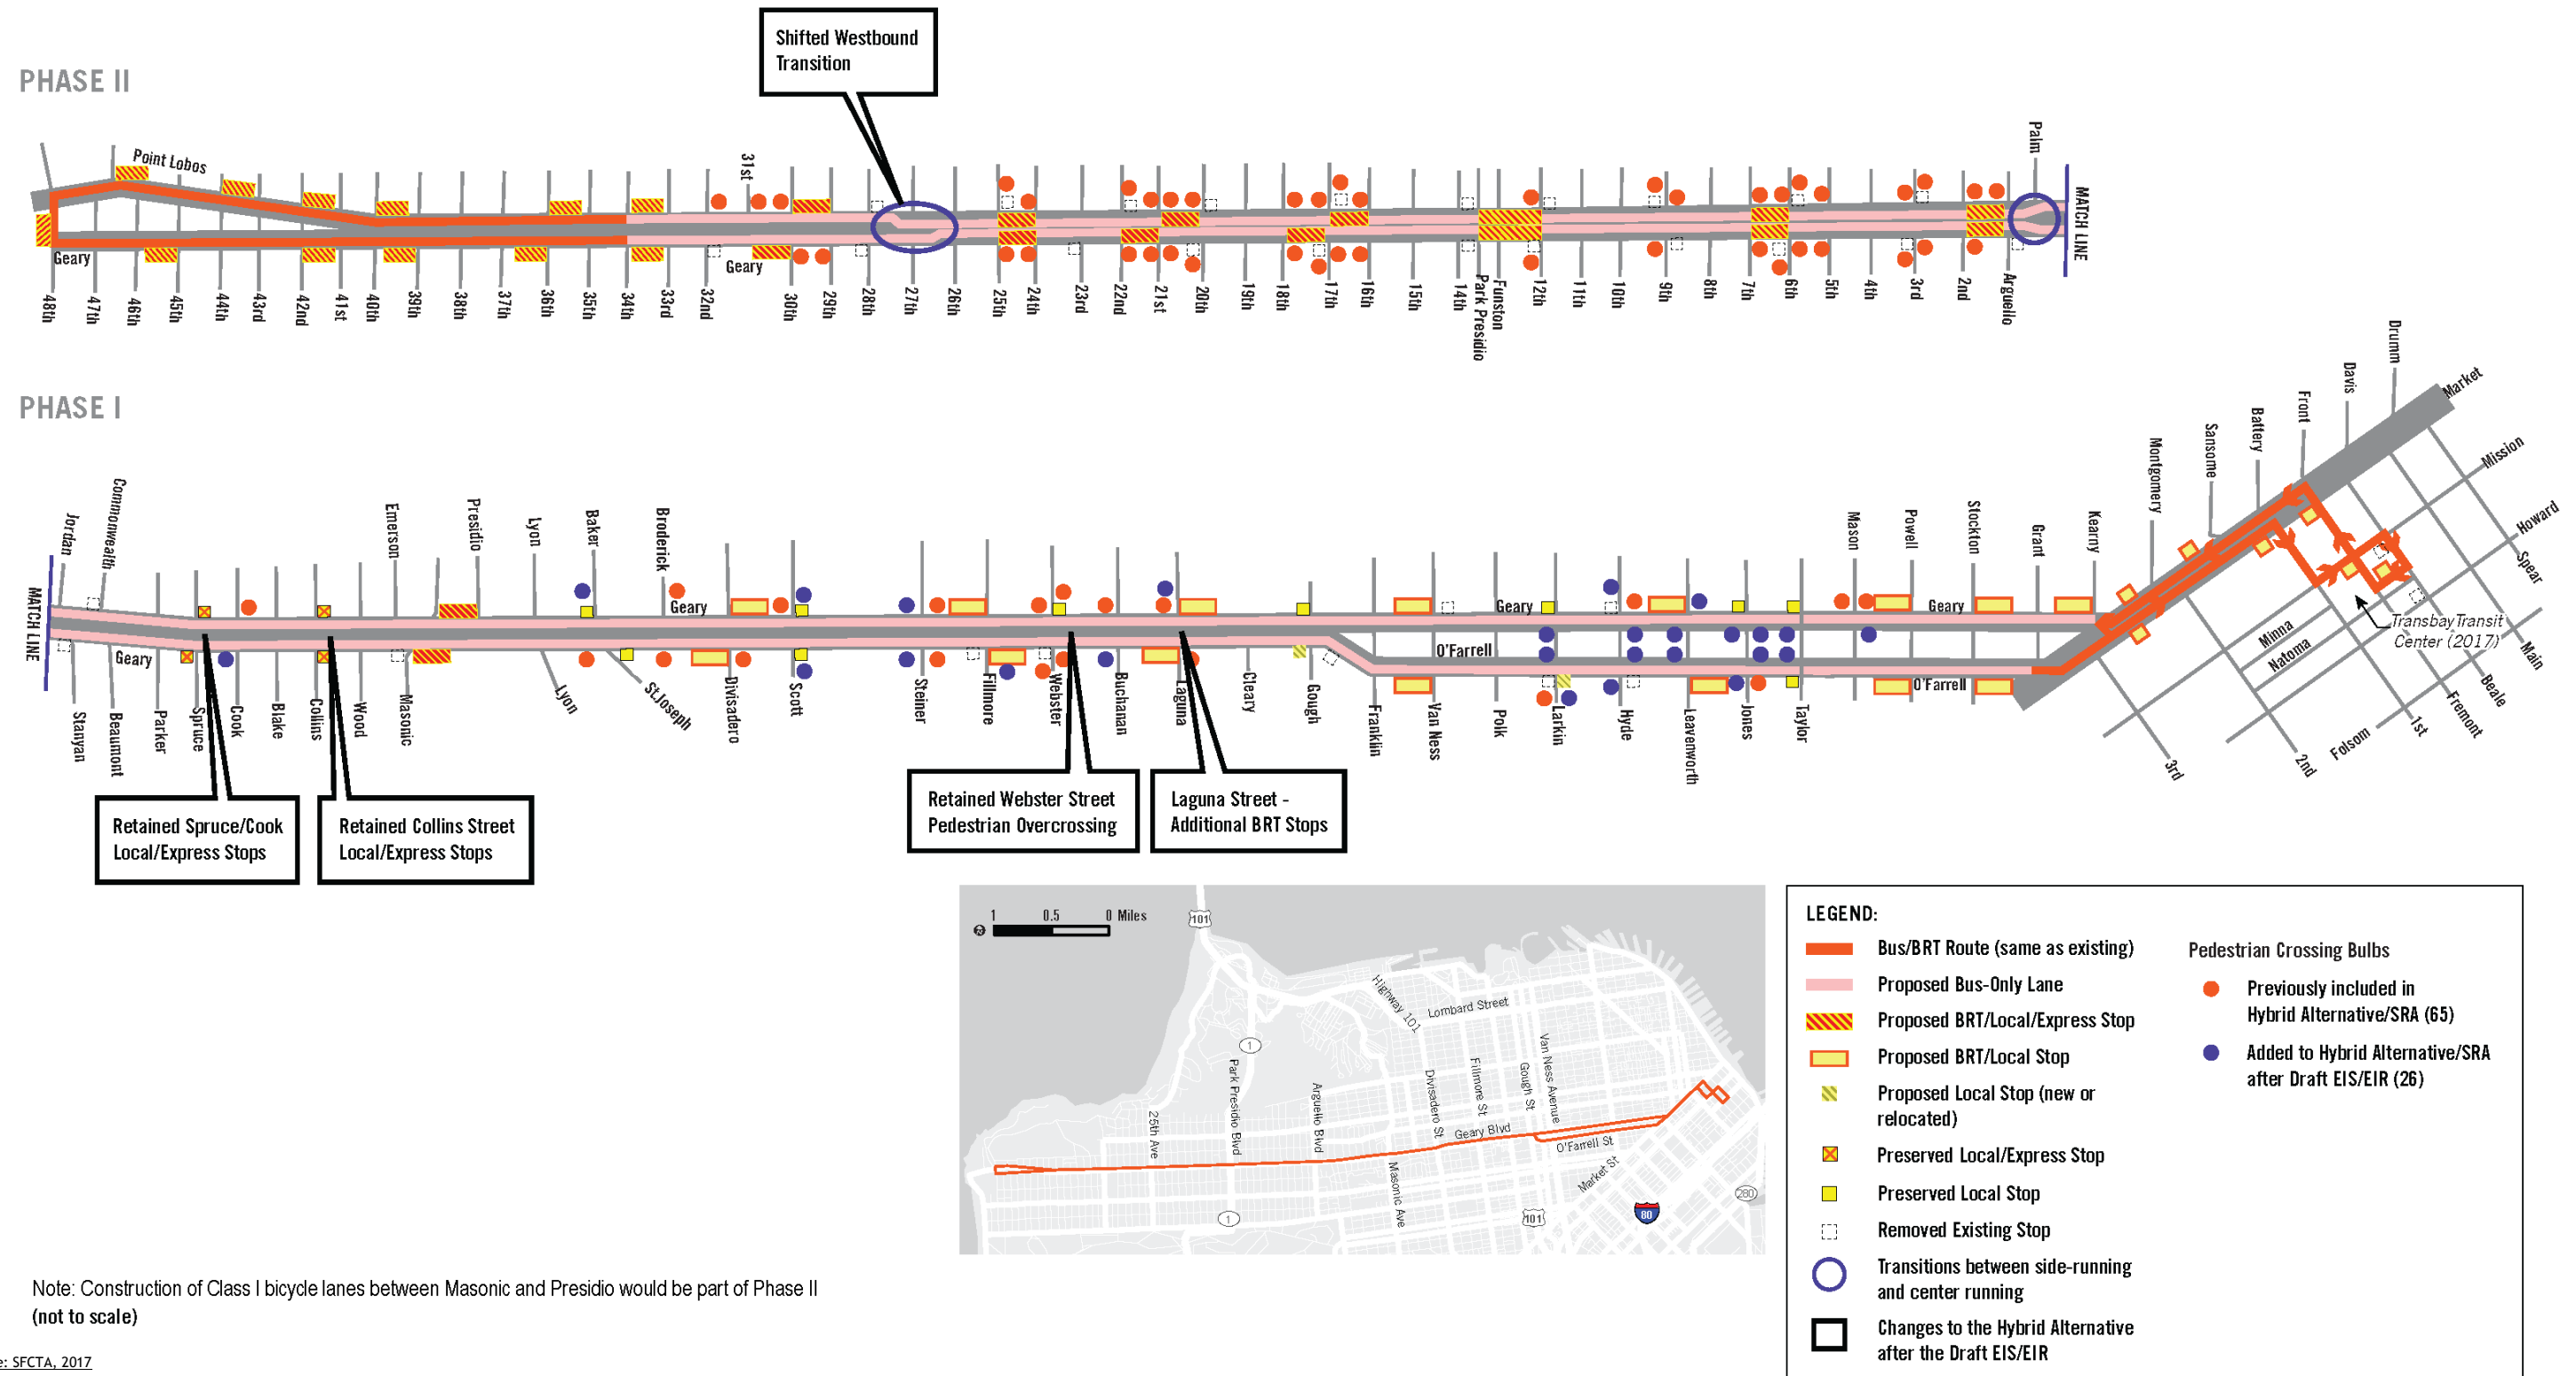 Shifted Westbound
Transition
PHASE II
Point Lobos
31st
Palm
MATCH LINE
Geary
Geary
48th
47th
46th
45th
44th
43rd
42nd
41st
40th
39th
38th
37th
36th
35th
34th
33rd
32nd
30th
29th
28th
27th
26th
25th
24th
23rd
22nd
21st
20th
19th
18th
17th
16th
15th
14th
Park Presidio
Funston
12th
11th
10th
9th
8th
7th
6th
5th
4th
3rd
2nd
Arguello
PHASE I
Jordan
Commonwealth
Emerson
Presidio
Lyon
Baker
Broderick
Mason
Powell
Stockton
Grant
Kearny
Montgomery
Sansome
Battery
Front
Davis
Drumm
Market
Mission
Howard
Spear
Main
Beale
Fremont
1st
Folsom
2nd
3rd
Minna
Natoma
Transbay Transit
Center (2017)
MATCH LINE
Geary
Geary
Geary
Geary
O'Farrell
O'Farrell
Stanyan
Beaumont
Parker
Spruce
Cook
Blake
Collins
Wood
Masonic
Lyon
St.Joseph
Divisadero
Scott
Steiner
Fillmore
Webster
Buchanan
Laguna
Cleary
Gough
Franklin
Van Ness
Polk
Larkin
Hyde
Leavenworth
Jones
Taylor
Retained Spruce/Cook
Local/Express Stops
Retained Collins Street
Local/Express Stops
Retained Webster Street
Pedestrian Overcrossing
Laguna Street -
Additional BRT Stops
1 0.5 0 Miles
101
Highway 101
Lombard Street
1
Park Presidio Blvd
25th Ave
Arguello Blvd
Divisadero St
Fillmore St
Gough St
Van Ness Avenue
Geary Blvd
O'Farrell St
Masonic Ave
Market St
1
101
80
280
LEGEND:
Bus/BRT Route (same as existing)
Proposed Bus-Only Lane
Proposed BRT/Local/Express Stop
Proposed BRT/Local Stop
Proposed Local Stop (new or
relocated)
Preserved Local/Express Stop
Preserved Local Stop
Removed Existing Stop
Transitions between side-running
and center running
Changes to the Hybrid Alternative
after the Draft EIS/EIR
Pedestrian Crossing Bulbs
Previously included in
Hybrid Alternative/SRA (65)
Added to Hybrid Alternative/SRA
after Draft EIS/EIR (26)
Note: Construction of Class I bicycle lanes between Masonic and Presidio would be part of Phase II
(not to scale)
e: SFCTA, 2017